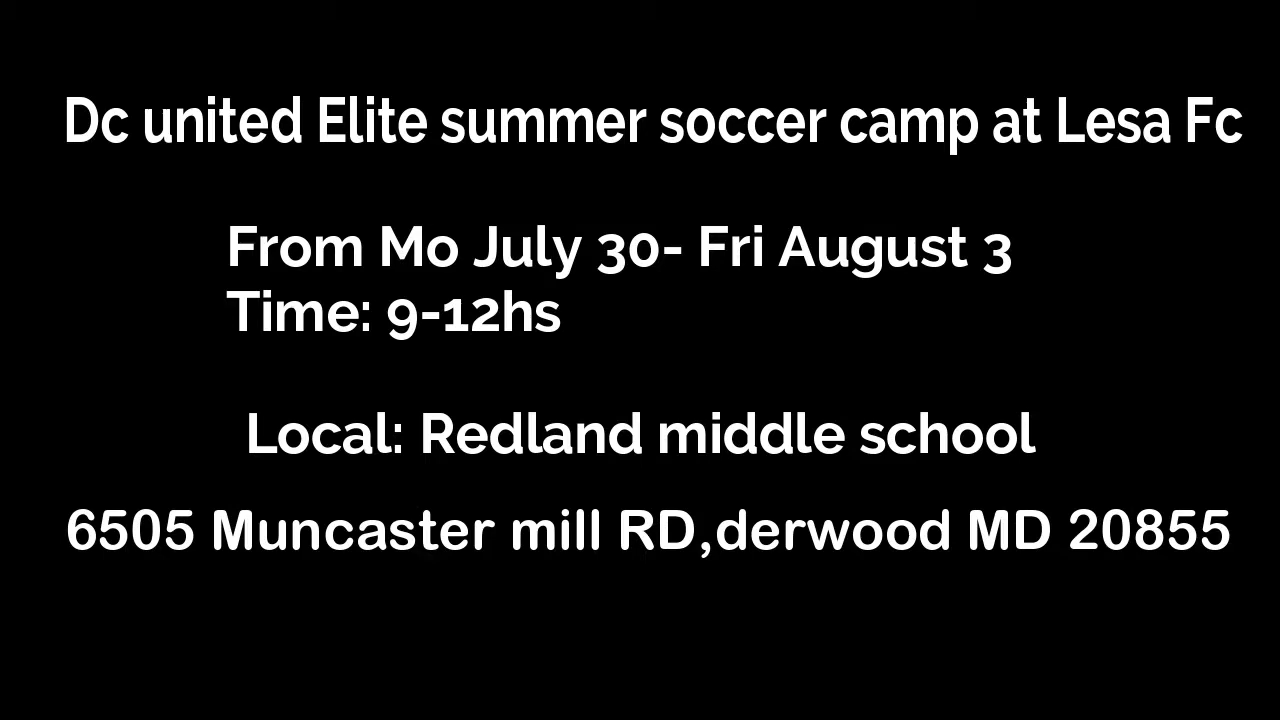 Dc united Elite summer soccer camp at Lesa Fc
From Mo July 30- Fri August 3
Time: 9-12hs
Local: Redland middle school
6505 Muncaster mill RD,derwood MD 20855